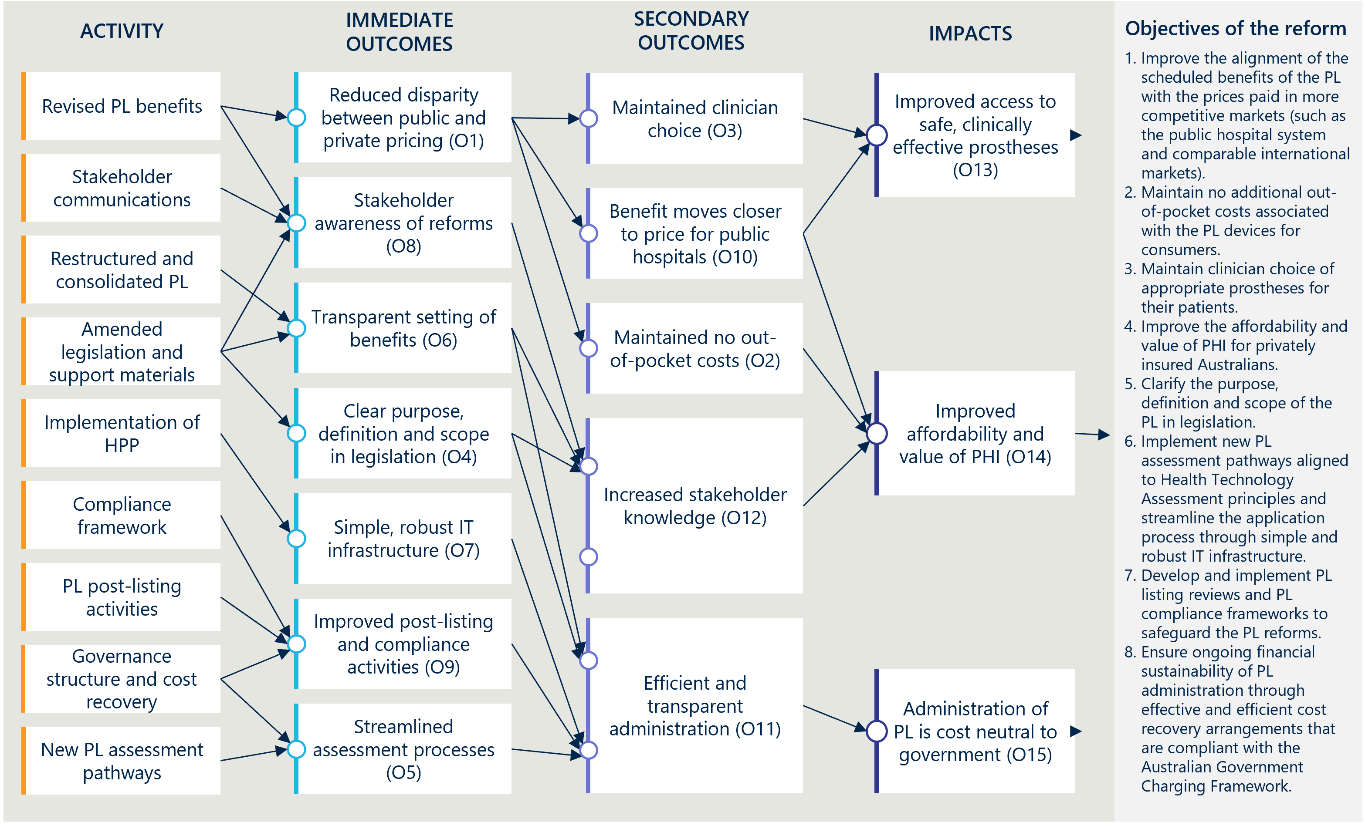 ACTIVITY
Revised PL benefits
Stakeholder
communications
Restructured and
consolidated PL
Amended
legislation and
support materials
Implementation of
HPP
Compliance
framework
PL post-listing
activities
Governance
structure and cost
recovery
New PL assessment
pathways
IMMEDIATE
OUTCOMES
Reduced disparity
between public and
private pricing (O1)
Stakeholder
awareness of reforms
(O8)
Transparent setting of
benefits (O6)
Clear purpose,
definition and scope
in legislation (O4)
Simple, robust IT
infrastructure (O7)
Improved post-listing
and compliance
activities (O9)
Streamlined
assessment processes
(O5)
SECONDARY
OUTCOMES
Maintained clinician
choice (O3)
Benefit moves closer
to price for public
hospitals (O10)
Maintained no out-
of-pocket costs (O2)
Increased stakeholder
knowledge (O12)
Efficient and
transparent
administration (O11)
IMPACTS
Improved access to
safe, clinically
effective prostheses
(O13)
Improved
affordability and
value of PHI (O14)
Administration of
PL is cost neutral to
government (O15)
Objectives of the reform
1. Improve the alignment of the
scheduled benefits of the PL
with the prices paid in more
competitive markets (such as
the public hospital system
and comparable international
markets).
2. Maintain no additional out-
of-pocket costs associated
with the PL devices for
consumers.
3. Maintain clinician choice of
appropriate prostheses for
their patients.
4. Improve the affordability and
value of PHI for privately
insured Australians.
5. Clarify the purpose,
definition and scope of the
PL in legislation.
6. Implement new PL
assessment pathways aligned
to Health Technology
Assessment principles and
streamline the application
process through simple and
robust IT infrastructure.
7. Develop and implement PL
listing reviews and PL
compliance frameworks to
safeguard the PL reforms.
8. Ensure ongoing financial
sustainability of PL
administration through
effective and efficient cost
recovery arrangements that
are compliant with the
Australian Government
Charging Framework.